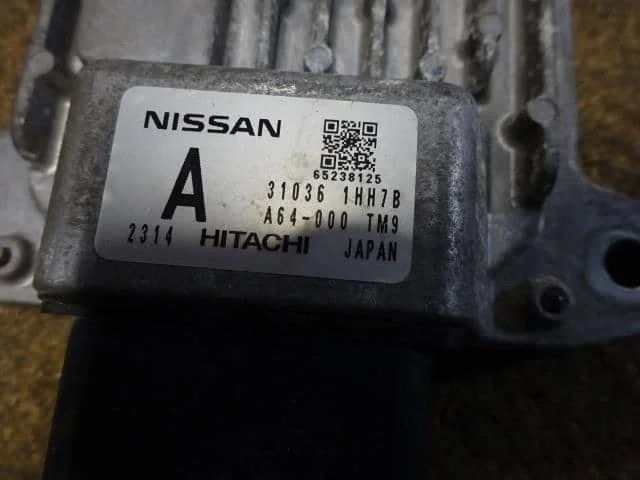 NISSAN
65238125
A
31036 1HH7B
A64-000 TM9
2314 HITACHI JAPAN